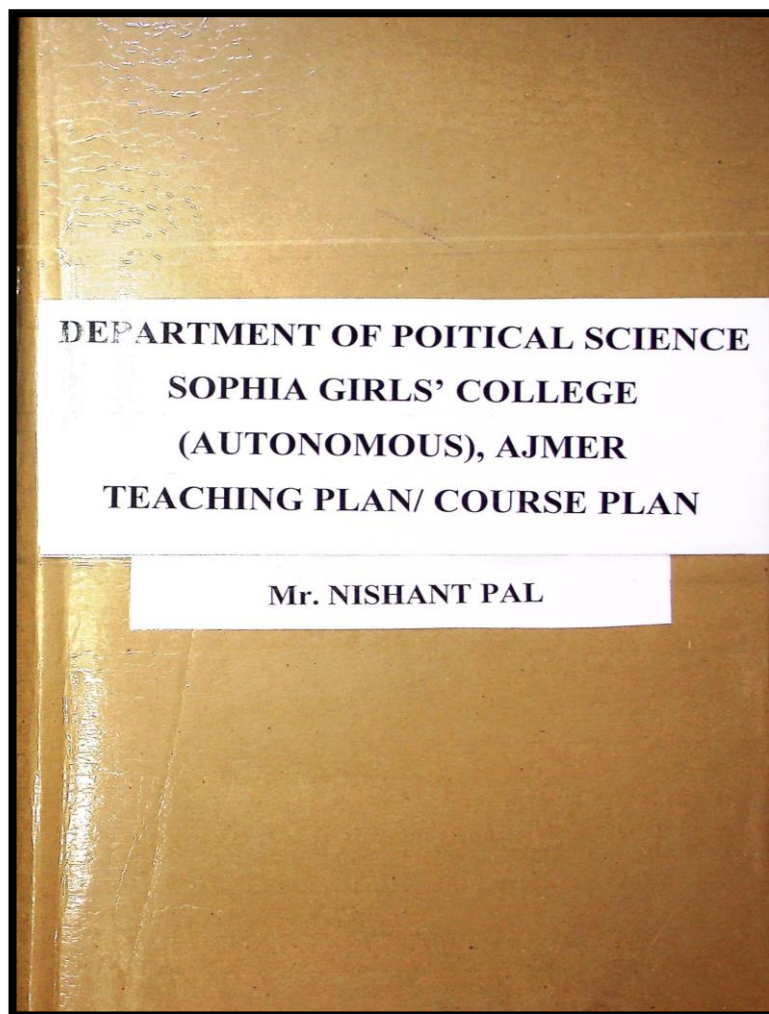 DEPARTMENT OF POITICAL SCIENCE
SOPHIA GIRLS’ COLLEGE
(AUTONOMOUS), AJMER
TEACHING PLAN/ COURSE PLAN
Mr. NISHANT PAL